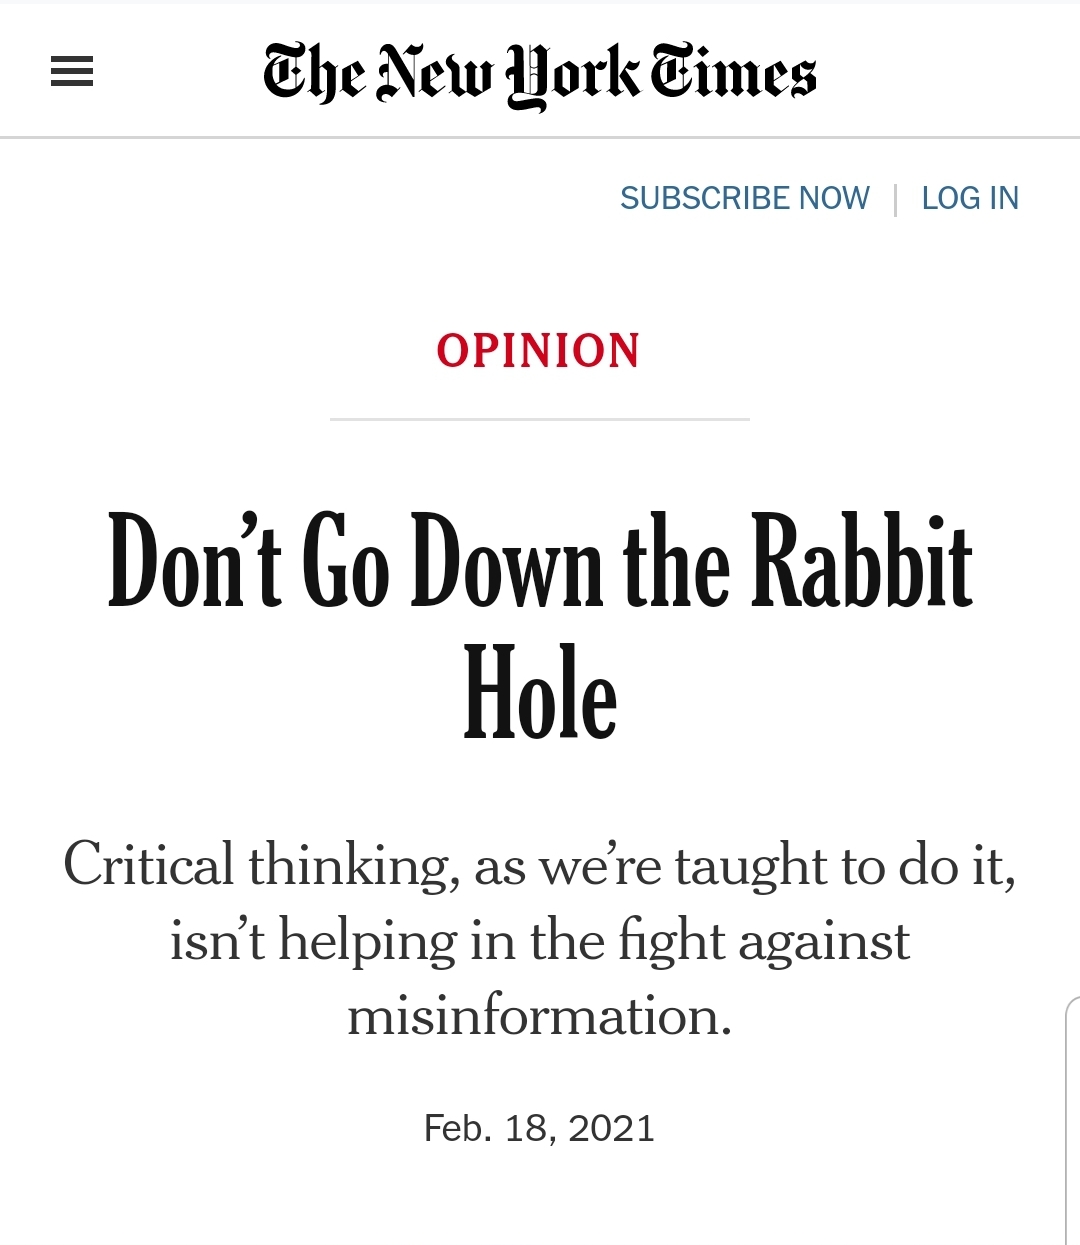 The New York Times
SUBSCRIBE NOW | LOG IN
OPINION
Don’t Go Down the Rabbit
Hole
Critical thinking, as we’re taught to do it,
isn’t helping in the fight against
misinformation.
Feb. 18, 2021